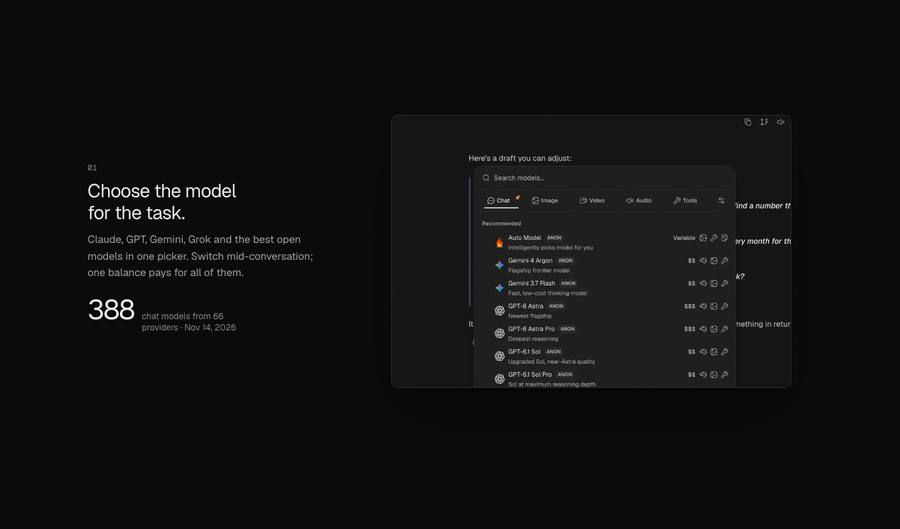 01
Choose the model
for the task.
Claude, GPT, Gemini, Grok and the best open
models in one picker. Switch mid-conversation;
one balance pays for all of them.
388
chat models from 66
providers · Nov 14, 2026
Here's a draft you can adjust:
Search models...
Chat Image Video Audio Tools
Recommended
Auto Model ANON Variable
Intelligently picks model for you
Gemini 4 Argon ANON $$
Flagship frontier model
Gemini 3.7 Flash ANON $$
Fast, low-cost thinking model
GPT-6 Astra ANON $$$
Newest flagship
GPT-6 Astra Pro ANON $$$
Deepest reasoning
GPT-6.1 Sol ANON $$
Upgraded Sol, near-Astra quality
GPT-6.1 Sol Pro ANON $$
Sol at maximum reasoning depth
find a number th
ery month for th
k?
It
mething in retur